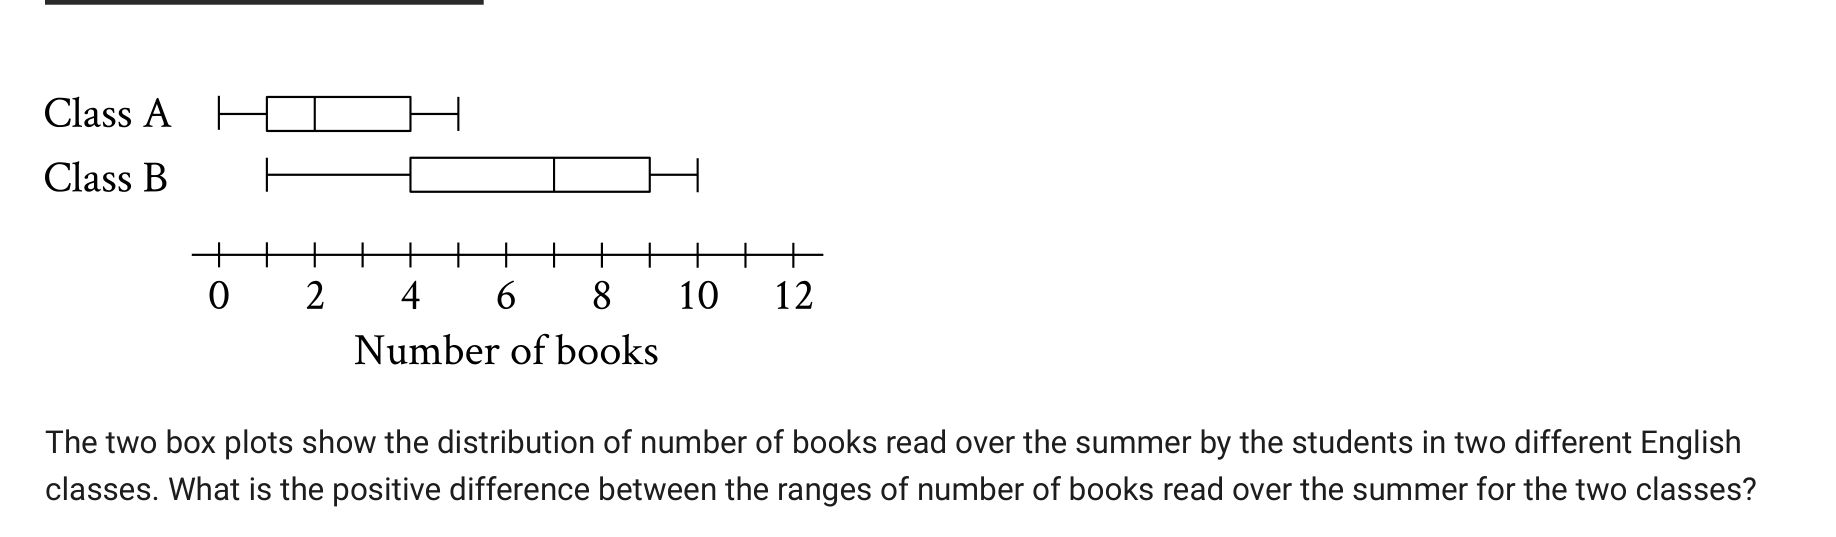 Class A
Class B
0 2 4 6 8 10 12
Number of books
The two box plots show the distribution of number of books read over the summer by the students in two different English
classes. What is the positive difference between the ranges of number of books read over the summer for the two classes?